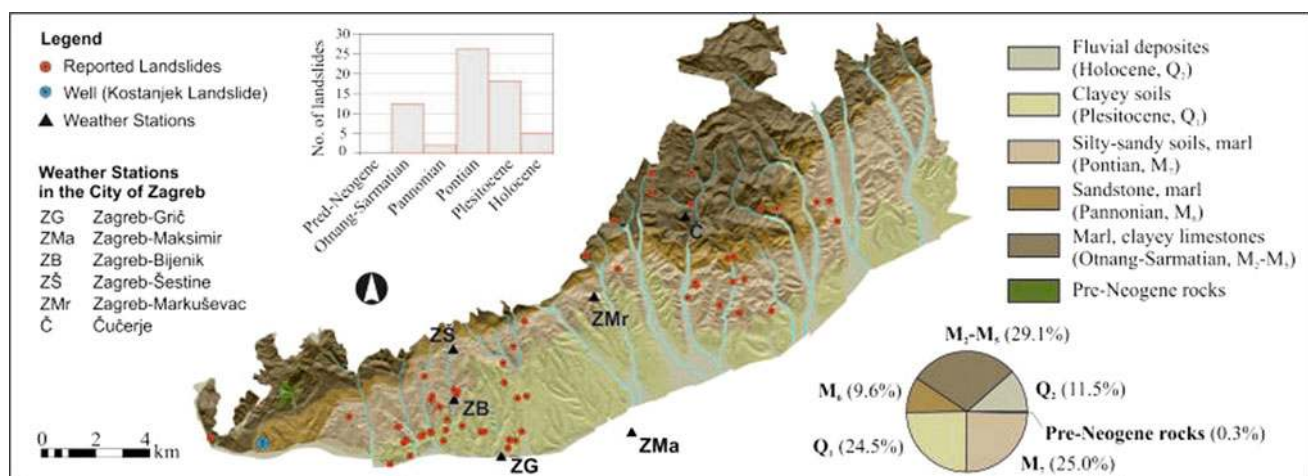 Legend
Reported Landslides
Well (Kostanjek Landslide)
Weather Stations
Weather Stations
in the City of Zagreb
ZG Zagreb-Grič
ZMa Zagreb-Maksimir
ZB Zagreb-Bijenik
ZŠ Zagreb-Šestine
ZMr Zagreb-Markuševac
Č Čučerje
0 2 4
km
No. of landslides
30
25
20
15
10
5
0
Pred-Neogene
Otnang-Sarmatian
Pannonian
Pontian
Plesitocene
Holocene
Č
ZMr
ZŠ
ZB
ZMa
ZG
Fluvial deposites
(Holocene, Q₂)
Clayey soils
(Plesitocene, Q₁)
Silty-sandy soils, marl
(Pontian, M₇)
Sandstone, marl
(Pannonian, M₆)
Marl, clayey limestones
(Otnang-Sarmatian, M₂-M₅)
Pre-Neogene rocks
M₂-M₅ (29.1%)
M₆ (9.6%)
Q₂ (11.5%)
Pre-Neogene rocks (0.3%)
Q₁ (24.5%)
M₇ (25.0%)